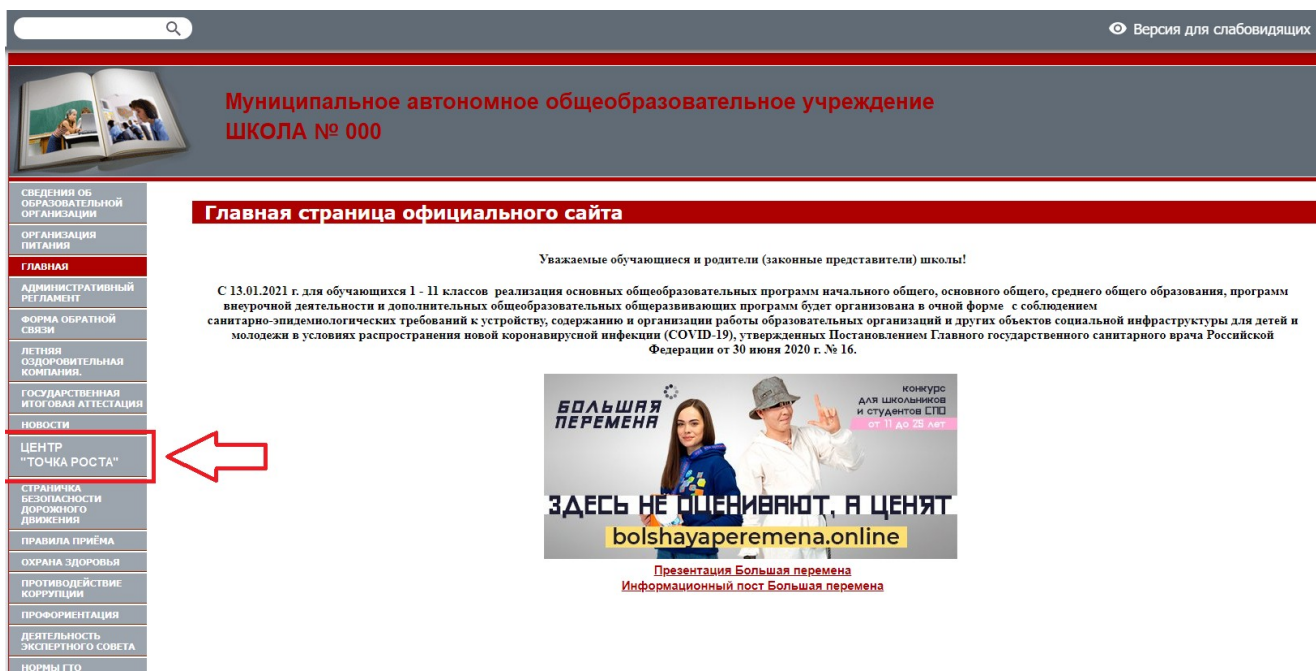 Версия для слабовидящих
Муниципальное автономное общеобразовательное учреждение
ШКОЛА № 000
СВЕДЕНИЯ ОБ
ОБРАЗОВАТЕЛЬНОЙ
ОРГАНИЗАЦИИ
ОРГАНИЗАЦИЯ
ПИТАНИЯ
ГЛАВНАЯ
АДМИНИСТРАТИВНЫЙ
РЕГЛАМЕНТ
ФОРМА ОБРАТНОЙ
СВЯЗИ
ЛЕТНЯЯ
ОЗДОРОВИТЕЛЬНАЯ
КОМПАНИЯ.
ГОСУДАРСТВЕННАЯ
ИТОГОВАЯ АТТЕСТАЦИЯ
НОВОСТИ
ЦЕНТР
"ТОЧКА РОСТА"
СТРАНИЧКА
БЕЗОПАСНОСТИ
ДОРОЖНОГО
ДВИЖЕНИЯ
ПРАВИЛА ПРИЁМА
ОХРАНА ЗДОРОВЬЯ
ПРОТИВОДЕЙСТВИЕ
КОРРУПЦИИ
ПРОФОРИЕНТАЦИЯ
ДЕЯТЕЛЬНОСТЬ
ЭКСПЕРТНОГО СОВЕТА
НОРМЫ ГТО
Главная страница официального сайта
Уважаемые обучающиеся и родители (законные представители) школы!
С 13.01.2021 г. для обучающихся 1 - 11 классов реализация основных общеобразовательных программ начального общего, основного общего, среднего общего образования, программ
внеурочной деятельности и дополнительных общеобразовательных общеразвивающих программ будет организована в очной форме с соблюдением
санитарно-эпидемиологических требований к устройству, содержанию и организации работы образовательных организаций и других объектов социальной инфраструктуры для детей и
молодежи в условиях распространения новой коронавирусной инфекции (COVID-19), утвержденных Постановлением Главного государственного санитарного врача Российской
Федерации от 30 июня 2020 г. № 16.
БОЛЬШАЯ
ПЕРЕМЕНА
конкурс
для школьников
и студентов СПО
от 11 до 25 лет
ЗДЕСЬ НЕ ОЦЕНИВАЮТ, А ЦЕНЯТ
bolshayaperemena.online
Презентация Большая перемена
Информационный пост Большая перемена